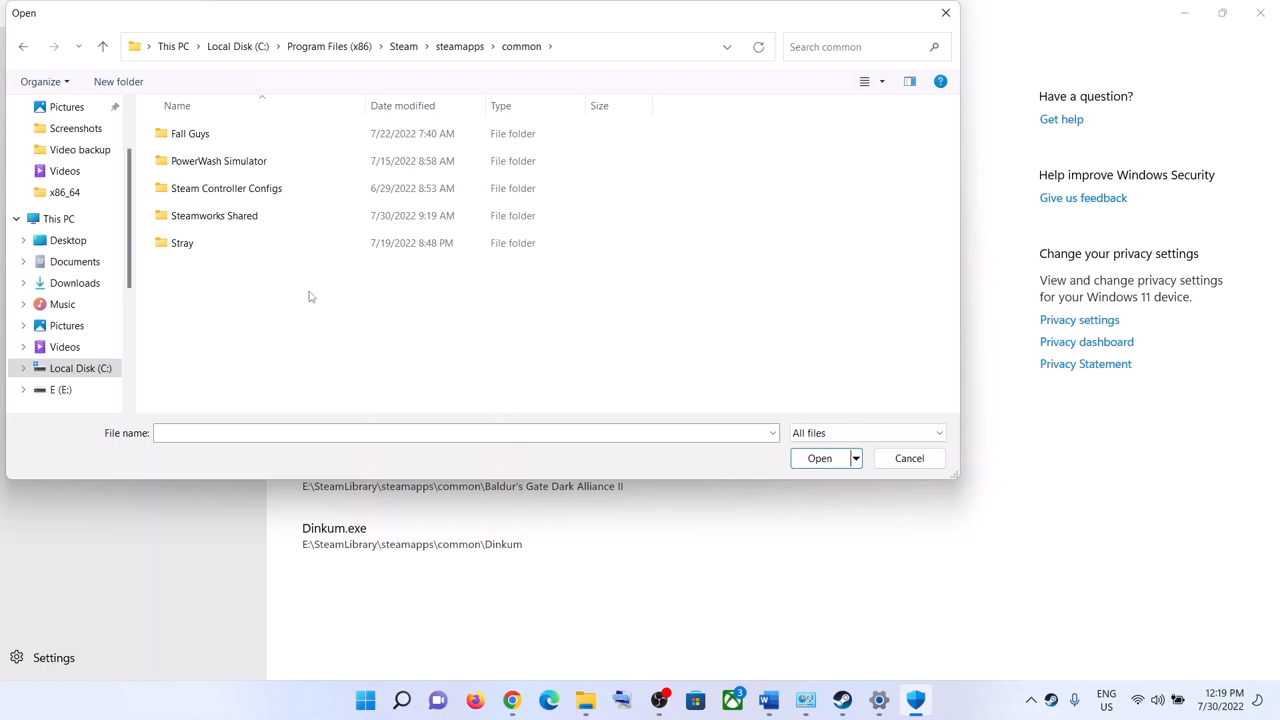 Open
This PC
Local Disk (C:)
Program Files (x86)
Steam
steamapps
common
Search common
Organize
New folder
Pictures
Screenshots
Video backup
Videos
x86_64
This PC
Desktop
Documents
Downloads
Music
Pictures
Videos
Local Disk (C:)
E (E:)
Name Date modified Type Size
Fall Guys 7/22/2022 7:40 AM File folder
PowerWash Simulator 7/15/2022 8:58 AM File folder
Steam Controller Configs 6/29/2022 8:53 AM File folder
Steamworks Shared 7/30/2022 9:19 AM File folder
Stray 7/19/2022 8:48 PM File folder
File name:
All files
Open
Cancel
Have a question?
Get help
Help improve Windows Security
Give us feedback
Change your privacy settings
View and change privacy settings
for your Windows 11 device.
Privacy settings
Privacy dashboard
Privacy Statement
E:\SteamLibrary\steamapps\common\Baldur's Gate Dark Alliance II
Dinkum.exe
E:\SteamLibrary\steamapps\common\Dinkum
Settings
3
ENG
US
12:19 PM
7/30/2022